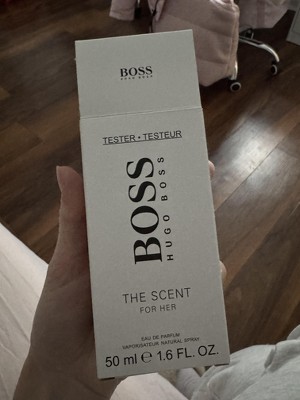 BOSS
HUGO BOSS
TESTER • TESTEUR
BOSS
HUGO BOSS
THE SCENT
FOR HER
EAU DE PARFUM
VAPORISATEUR NATURAL SPRAY
50 ml ℮ 1.6 FL. OZ.